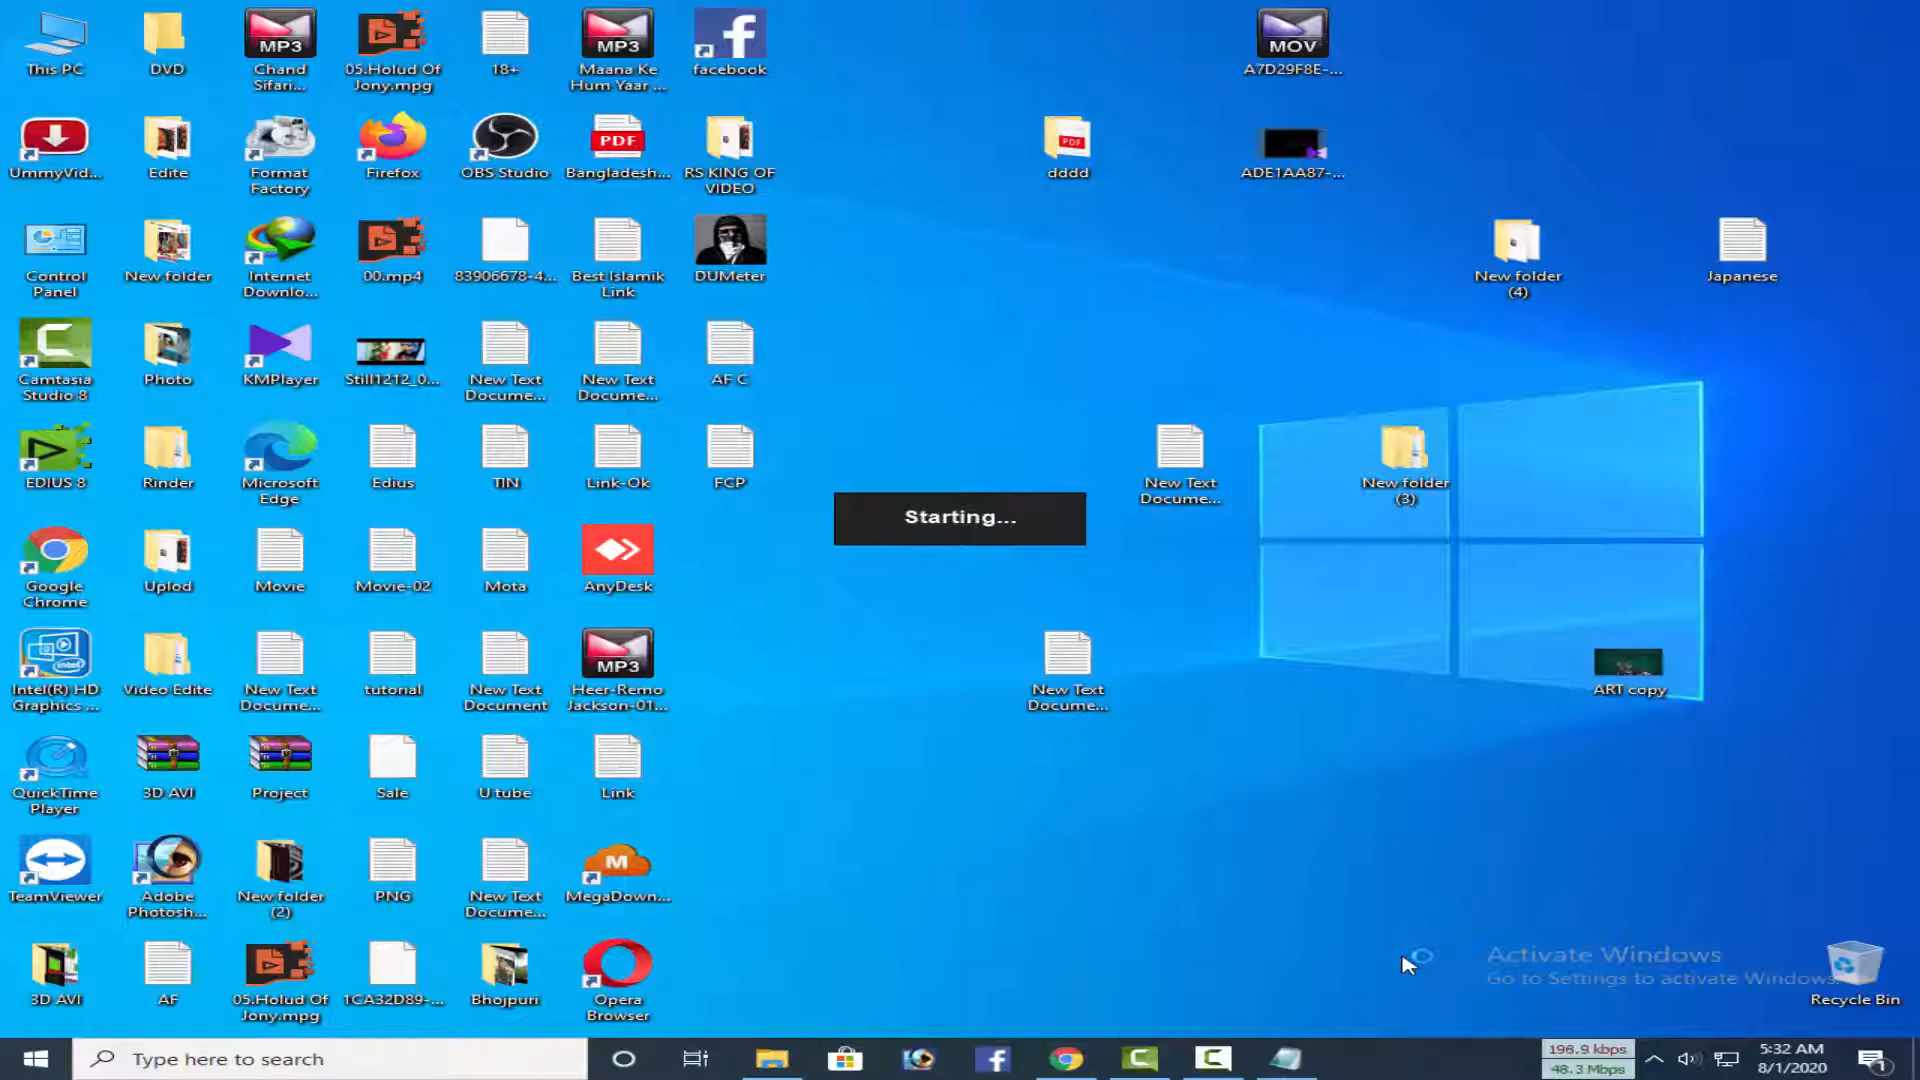 This PC
DVD
MP3
Chand
Sifari...
05.Holud Of
Jony.mpg
18+
MP3
Maana Ke
Hum Yaar ...
facebook
MOV
A7D29F8E-...
UmmyVid...
Edite
Format
Factory
Firefox
OBS Studio
PDF
Bangladesh...
RS KING OF
VIDEO
PDF
dddd
ADE1AA87-...
Control
Panel
New folder
Internet
Downlo...
00.mp4
83906678-4...
Best Islamik
Link
DUMeter
New folder
(4)
Japanese
Camtasia
Studio 8
Photo
KMPlayer
Still1212_0...
New Text
Docume...
New Text
Docume...
AF C
EDIUS 8
Rinder
Microsoft
Edge
Edius
TIN
Link-Ok
FCP
New Text
Docume...
New folder
(3)
Starting...
Google
Chrome
Uplod
Movie
Movie-02
Mota
AnyDesk
intel
Intel(R) HD
Graphics ...
Video Edite
New Text
Docume...
tutorial
New Text
Document
MP3
Heer-Remo
Jackson-01...
New Text
Docume...
ART copy
QuickTime
Player
3D AVI
Project
Sale
U tube
Link
TeamViewer
Adobe
Photosh...
New folder
(2)
PNG
New Text
Docume...
M
MegaDown...
3D AVI
AF
05.Holud Of
Jony.mpg
1CA32D89-...
Bhojpuri
Opera
Browser
Activate Windows
Go to Settings to activate Windows.
Recycle Bin
Type here to search
196.9 kbps
48.3 Mbps
5:32 AM
8/1/2020
1